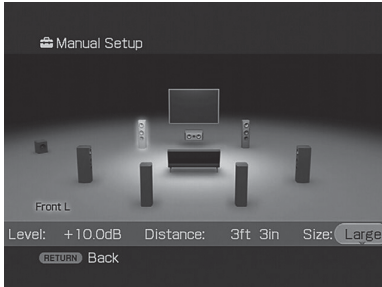 Manual Setup
Front L
Level: +10.0dB Distance: 3ft 3in Size: Large
RETURN Back